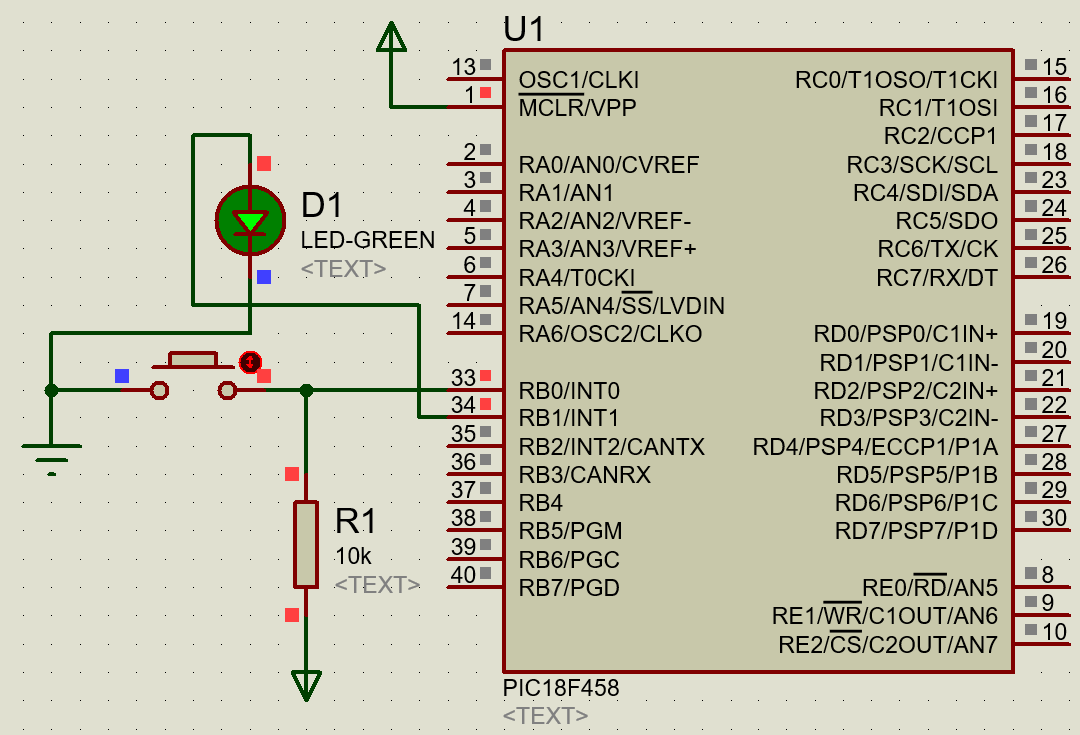 U1
13 OSC1/CLKI
1 MCLR/VPP
2 RA0/AN0/CVREF
3 RA1/AN1
4 RA2/AN2/VREF-
5 RA3/AN3/VREF+
6 RA4/T0CKI
7 RA5/AN4/SS/LVDIN
14 RA6/OSC2/CLKO
33 RB0/INT0
34 RB1/INT1
35 RB2/INT2/CANTX
36 RB3/CANRX
37 RB4
38 RB5/PGM
39 RB6/PGC
40 RB7/PGD
RC0/T1OSO/T1CKI 15
RC1/T1OSI 16
RC2/CCP1 17
RC3/SCK/SCL 18
RC4/SDI/SDA 23
RC5/SDO 24
RC6/TX/CK 25
RC7/RX/DT 26
RD0/PSP0/C1IN+ 19
RD1/PSP1/C1IN- 20
RD2/PSP2/C2IN+ 21
RD3/PSP3/C2IN- 22
RD4/PSP4/ECCP1/P1A 27
RD5/PSP5/P1B 28
RD6/PSP6/P1C 29
RD7/PSP7/P1D 30
RE0/RD/AN5 8
RE1/WR/C1OUT/AN6 9
RE2/CS/C2OUT/AN7 10
PIC18F458
<TEXT>
D1
LED-GREEN
<TEXT>
R1
10k
<TEXT>